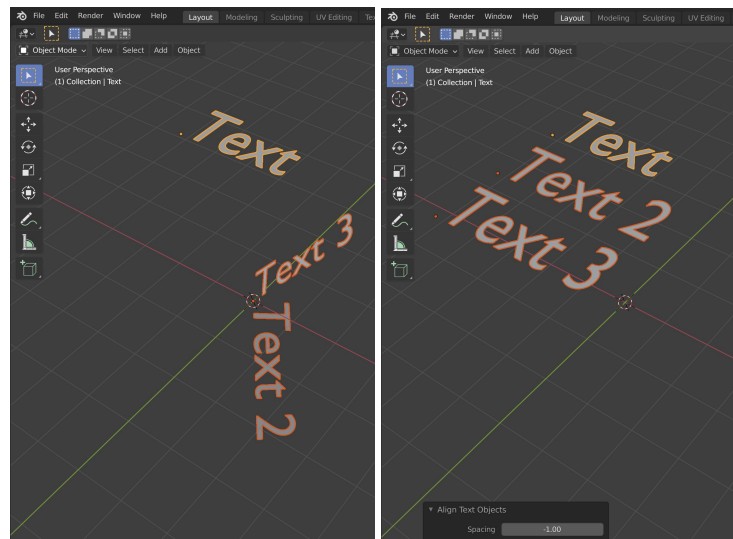 File Edit Render Window Help Layout Modeling Sculpting UV Editing Te
Object Mode View Select Add Object
User Perspective
(1) Collection | Text
Text
Text 3
Text 2
File Edit Render Window Help Layout Modeling Sculpting UV Editing
Object Mode View Select Add Object
User Perspective
(1) Collection | Text
Text
Text 2
Text 3
Align Text Objects
Spacing -1.00